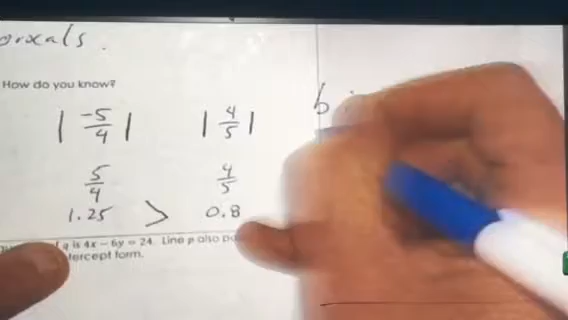 How do you know?
|-5/4| |4/5|
5/4 4/5
1.25 > 0.8
q is 4x − 6y = 24. Line p also
tercept form.